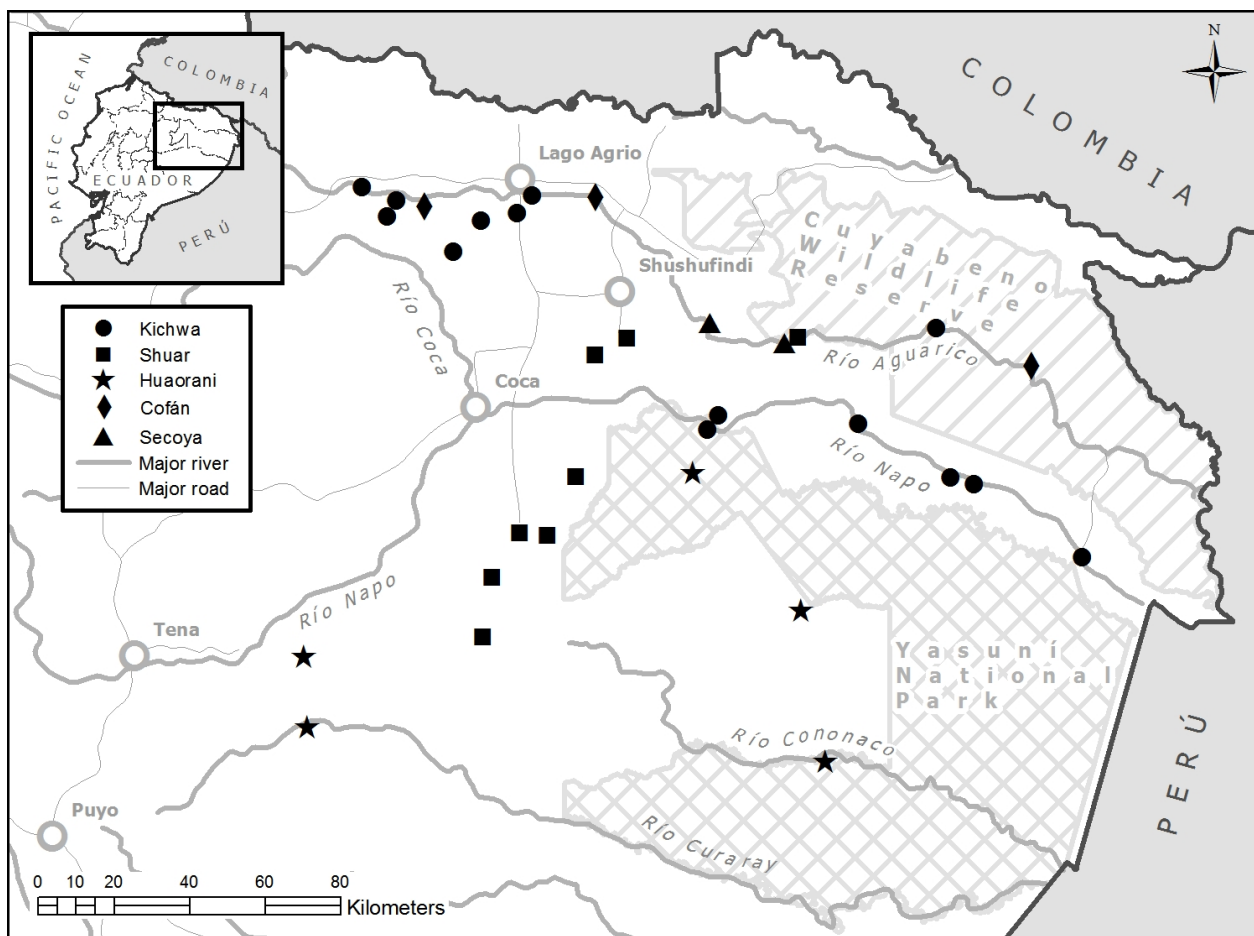 N
COLOMBIA
PACIFIC OCEAN
COLOMBIA
ECUADOR
PERÚ
Lago Agrio
Cuyabeno
Wildlife
Reserve
Shushufindi
Río Coca
Kichwa
Shuar
Huaorani
Cofán
Secoya
Major river
Major road
Río Aguarico
Coca
Río Napo
Río Napo
Tena
Yasuní
National
Park
Río Cononaco
PERÚ
Puyo
Río Curaray
0 10 20 40 60 80
Kilometers